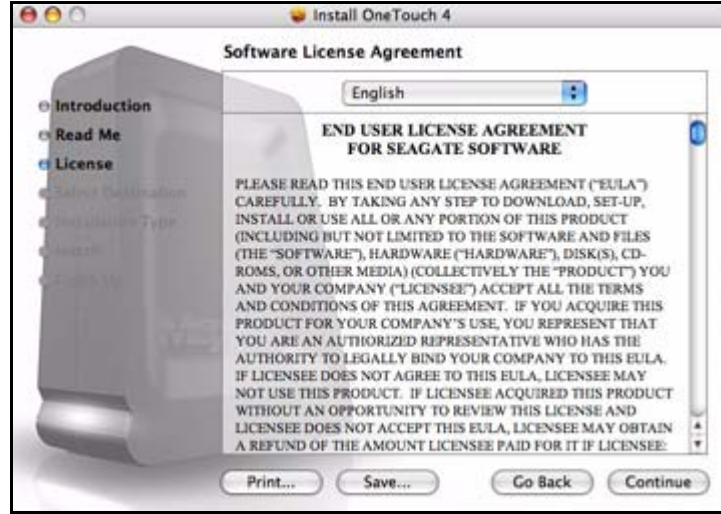 Install OneTouch 4
Software License Agreement
Introduction
Read Me
License
Select Destination
Installation Type
Install
Finish Up
English
END USER LICENSE AGREEMENT
FOR SEAGATE SOFTWARE
PLEASE READ THIS END USER LICENSE AGREEMENT ("EULA")
CAREFULLY. BY TAKING ANY STEP TO DOWNLOAD, SET-UP,
INSTALL OR USE ALL OR ANY PORTION OF THIS PRODUCT
(INCLUDING BUT NOT LIMITED TO THE SOFTWARE AND FILES
(THE "SOFTWARE"), HARDWARE ("HARDWARE"), DISK(S), CD-
ROMS, OR OTHER MEDIA) (COLLECTIVELY THE "PRODUCT") YOU
AND YOUR COMPANY ("LICENSEE") ACCEPT ALL THE TERMS
AND CONDITIONS OF THIS AGREEMENT. IF YOU ACQUIRE THIS
PRODUCT FOR YOUR COMPANY'S USE, YOU REPRESENT THAT
YOU ARE AN AUTHORIZED REPRESENTATIVE WHO HAS THE
AUTHORITY TO LEGALLY BIND YOUR COMPANY TO THIS EULA.
IF LICENSEE DOES NOT AGREE TO THIS EULA, LICENSEE MAY
NOT USE THIS PRODUCT. IF LICENSEE ACQUIRED THIS PRODUCT
WITHOUT AN OPPORTUNITY TO REVIEW THIS LICENSE AND
LICENSEE DOES NOT ACCEPT THIS EULA, LICENSEE MAY OBTAIN
A REFUND OF THE AMOUNT LICENSEE PAID FOR IT IF LICENSEE:
Print...
Save...
Go Back
Continue